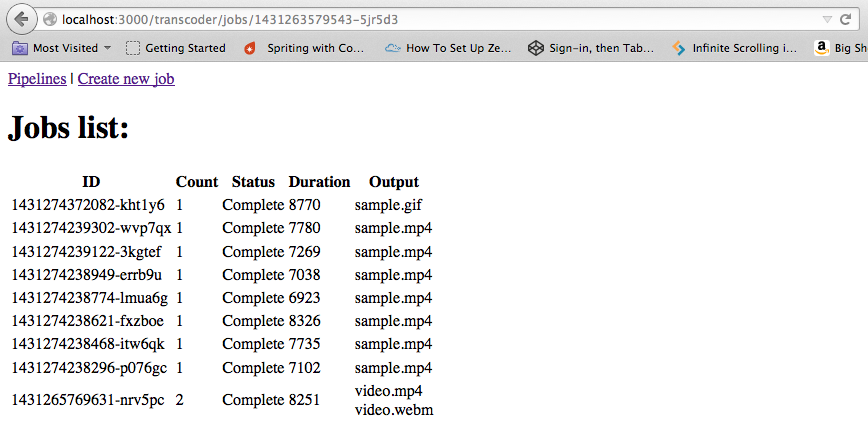 localhost:3000/transcoder/jobs/1431263579543-5jr5d3
Most Visited Getting Started Spriting with Co... How To Set Up Ze... Sign-in, then Tab... Infinite Scrolling i... Big Sh
Pipelines | Create new job
Jobs list:
ID Count Status Duration Output
1431274372082-kht1y6 1 Complete 8770 sample.gif
1431274239302-wvp7qx 1 Complete 7780 sample.mp4
1431274239122-3kgtef 1 Complete 7269 sample.mp4
1431274238949-errb9u 1 Complete 7038 sample.mp4
1431274238774-lmua6g 1 Complete 6923 sample.mp4
1431274238621-fxzboe 1 Complete 8326 sample.mp4
1431274238468-itw6qk 1 Complete 7735 sample.mp4
1431274238296-p076gc 1 Complete 7102 sample.mp4
1431265769631-nrv5pc 2 Complete 8251 video.mp4
video.webm